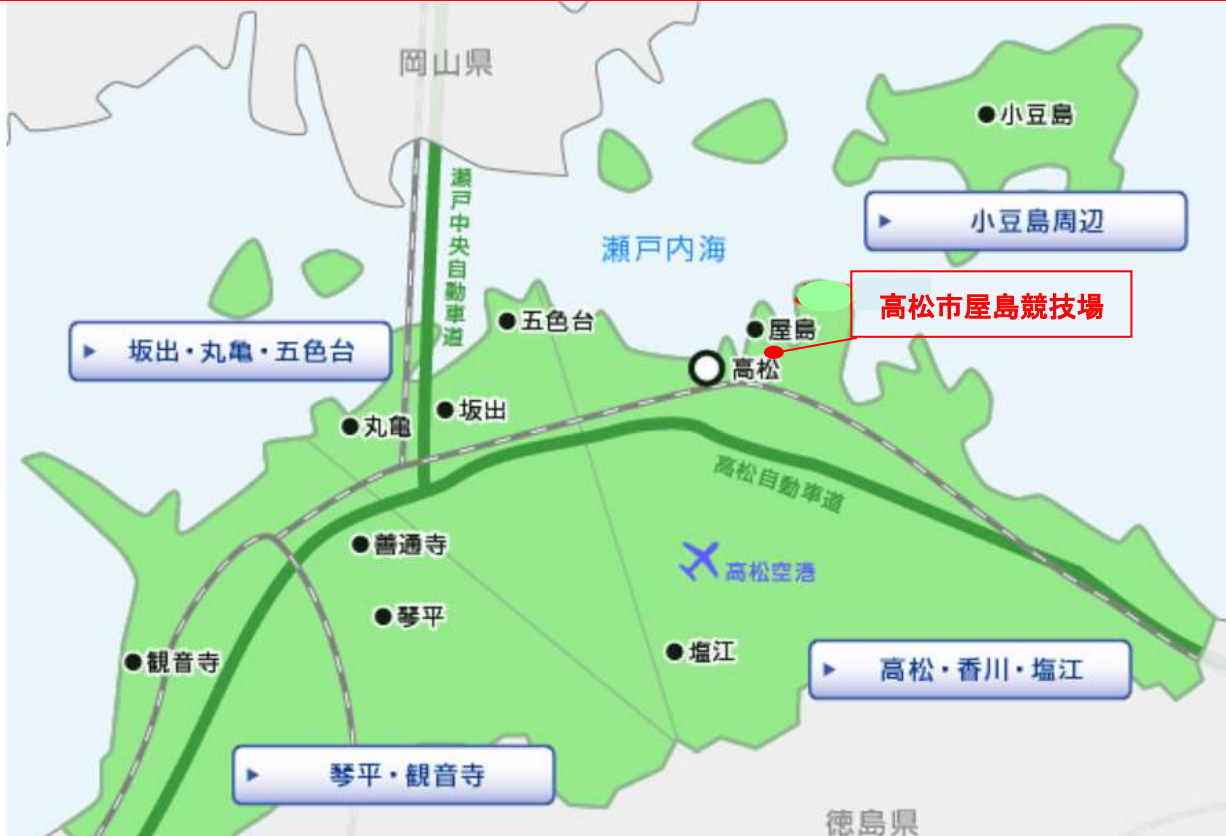 岡山県
小豆島
瀬戸中央自動車道
小豆島周辺
瀬戸内海
高松市屋島競技場
五色台
屋島
坂出・丸亀・五色台
高松
坂出
丸亀
高松自動車道
善通寺
高松空港
琴平
塩江
観音寺
高松・香川・塩江
琴平・観音寺
徳島県